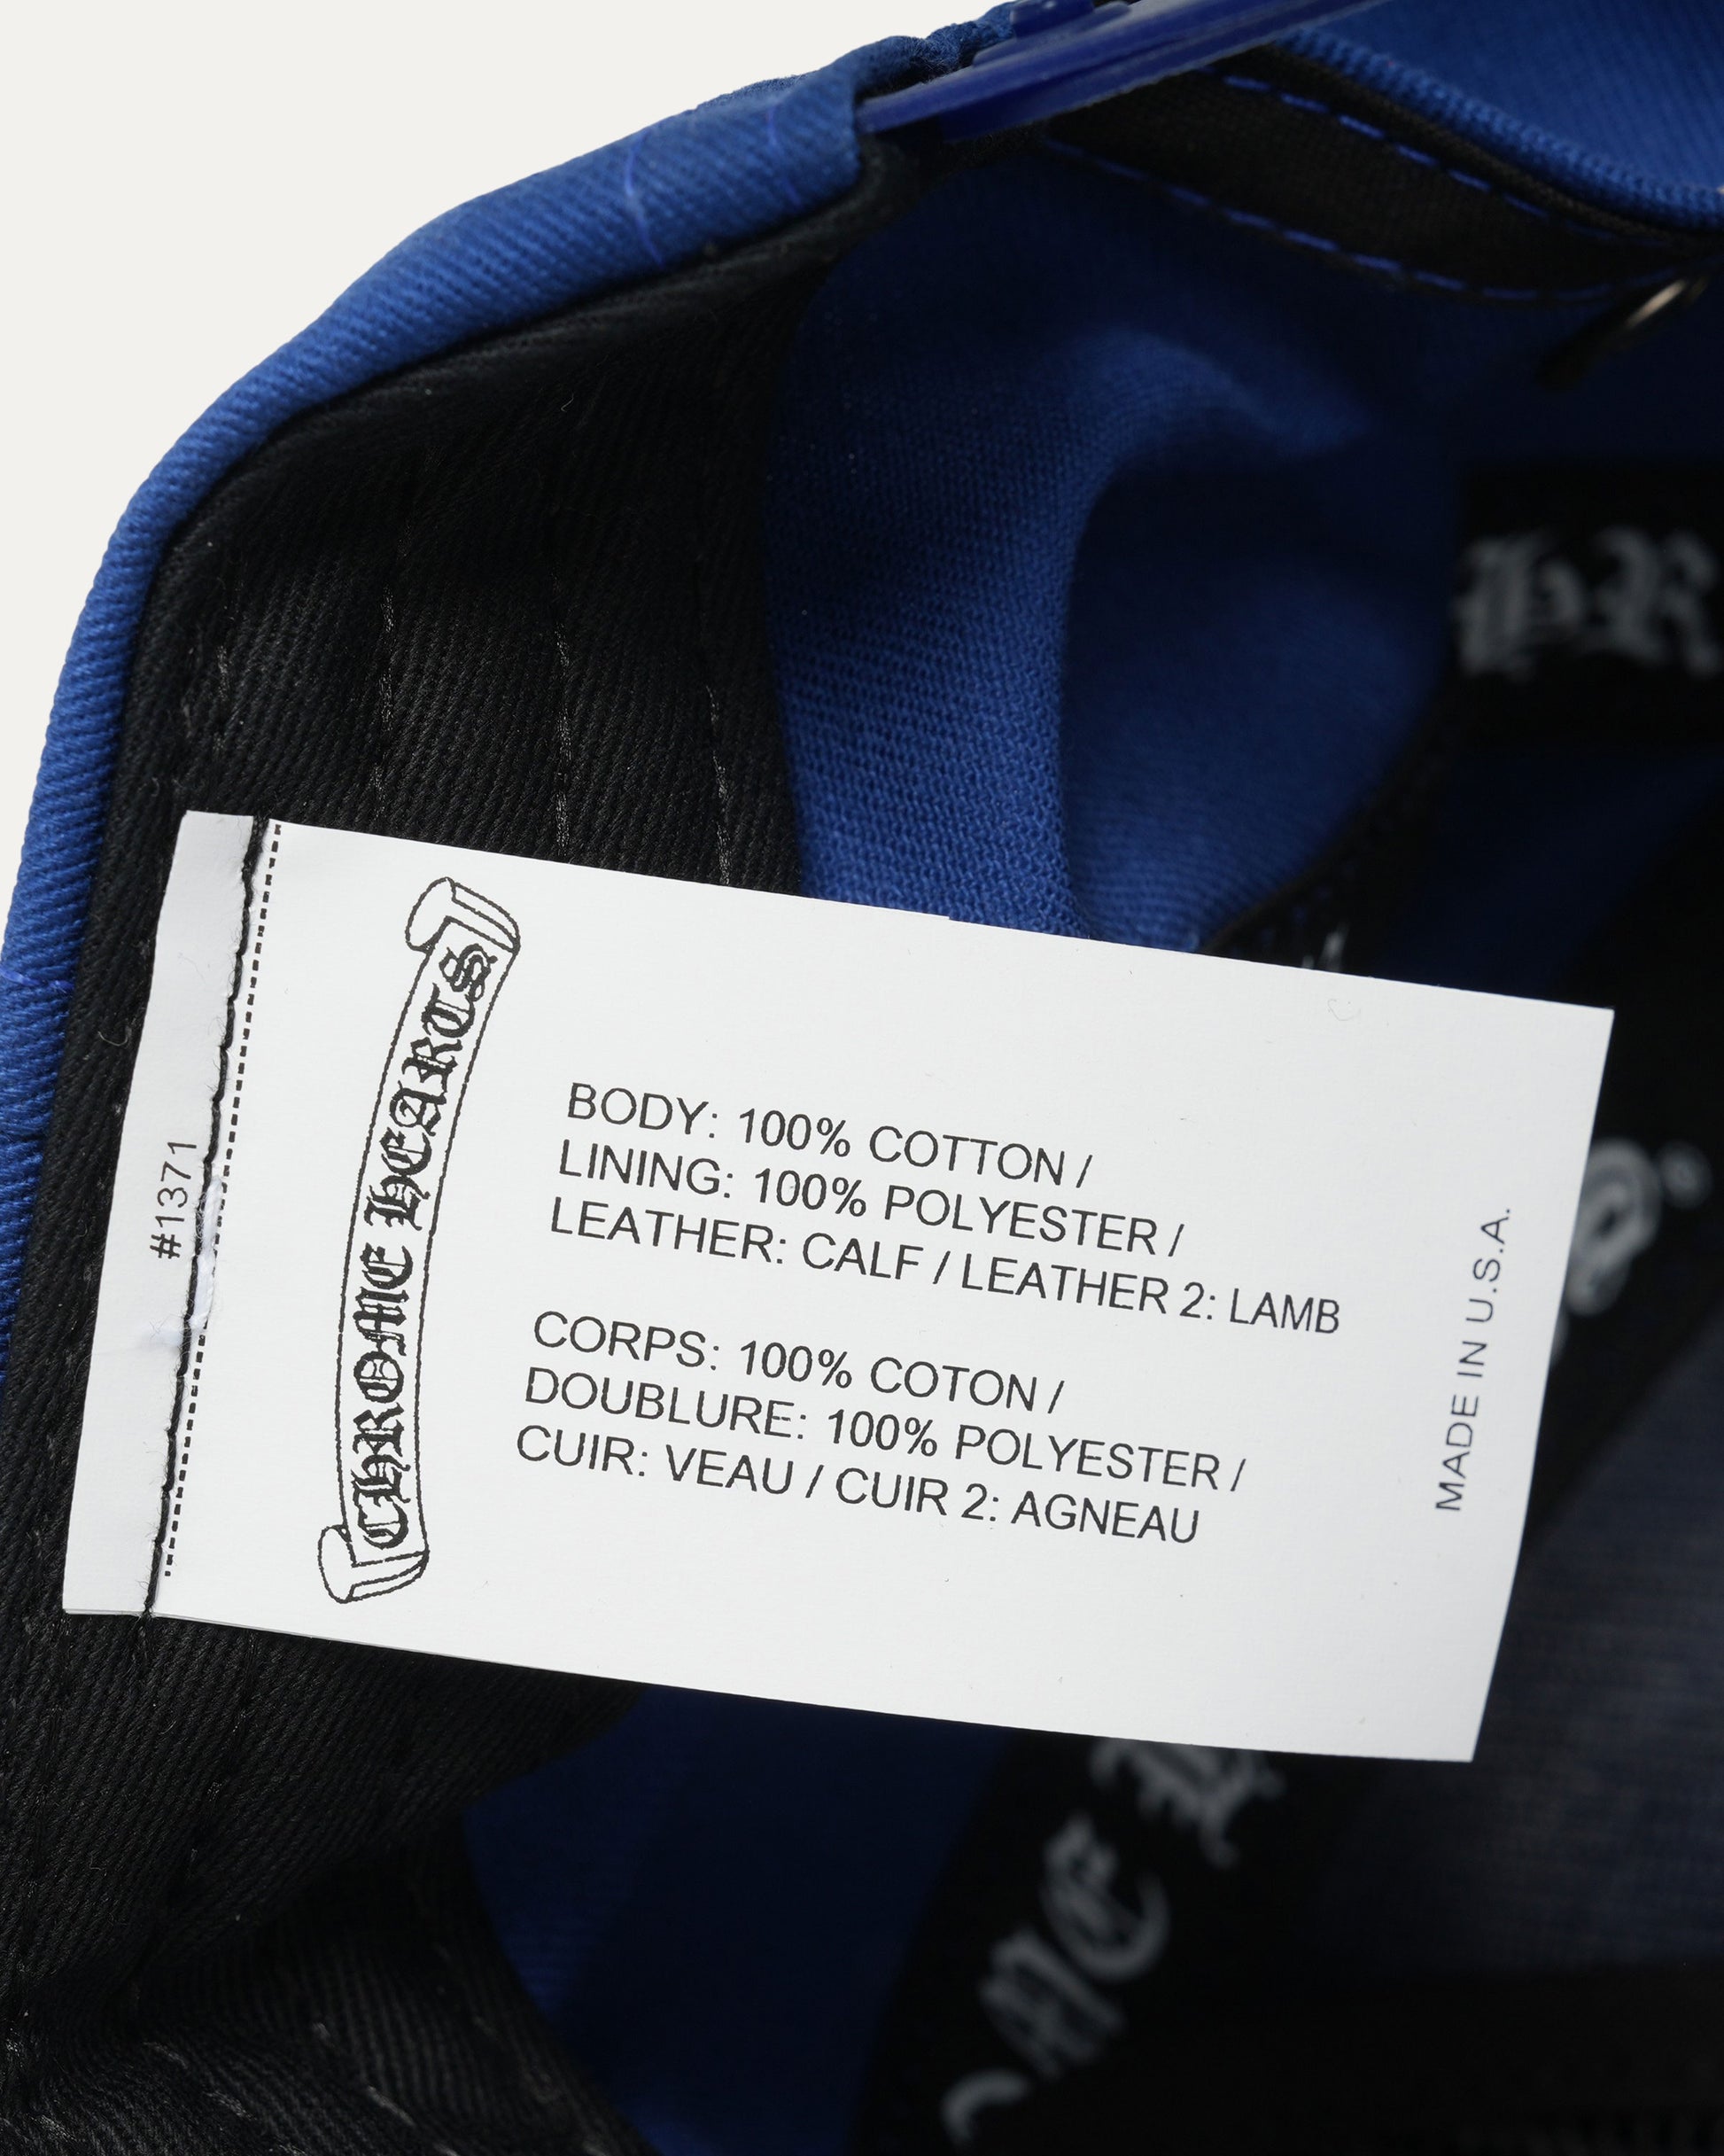 #1371
CHROME HEARTS
BODY: 100% COTTON /
LINING: 100% POLYESTER /
LEATHER: CALF / LEATHER 2: LAMB
CORPS: 100% COTON /
DOUBLURE: 100% POLYESTER /
CUIR: VEAU / CUIR 2: AGNEAU
MADE IN U.S.A.